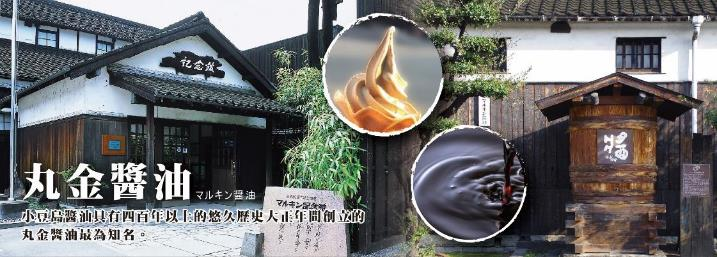 記念館
丸金醬油 マルキン醤油
小豆島醬油具有四百年以上的悠久歷史大正年間創立的
丸金醬油最為知名。
マルキン記念館
醤